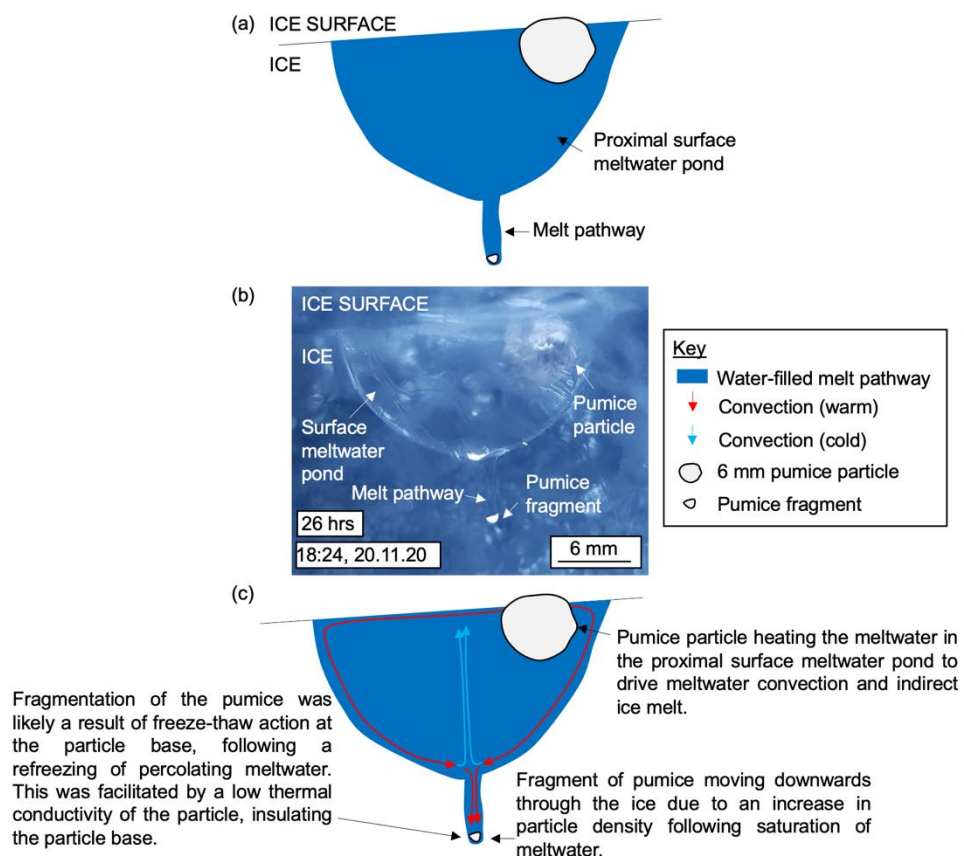 (a)
ICE SURFACE
ICE
Proximal surface
meltwater pond
Melt pathway
(b)
ICE SURFACE
ICE
Surface
meltwater
pond
Pumice
particle
Melt pathway
Pumice
fragment
26 hrs
18:24, 20.11.20
6 mm
Key
Water-filled melt pathway
Convection (warm)
Convection (cold)
6 mm pumice particle
Pumice fragment
(c)
Pumice particle heating the meltwater in
the proximal surface meltwater pond to
drive meltwater convection and indirect
ice melt.
Fragmentation of the pumice was
likely a result of freeze-thaw action at
the particle base, following a
refreezing of percolating meltwater.
This was facilitated by a low thermal
conductivity of the particle, insulating
the particle base.
Fragment of pumice moving downwards
through the ice due to an increase in
particle density following saturation of
meltwater.